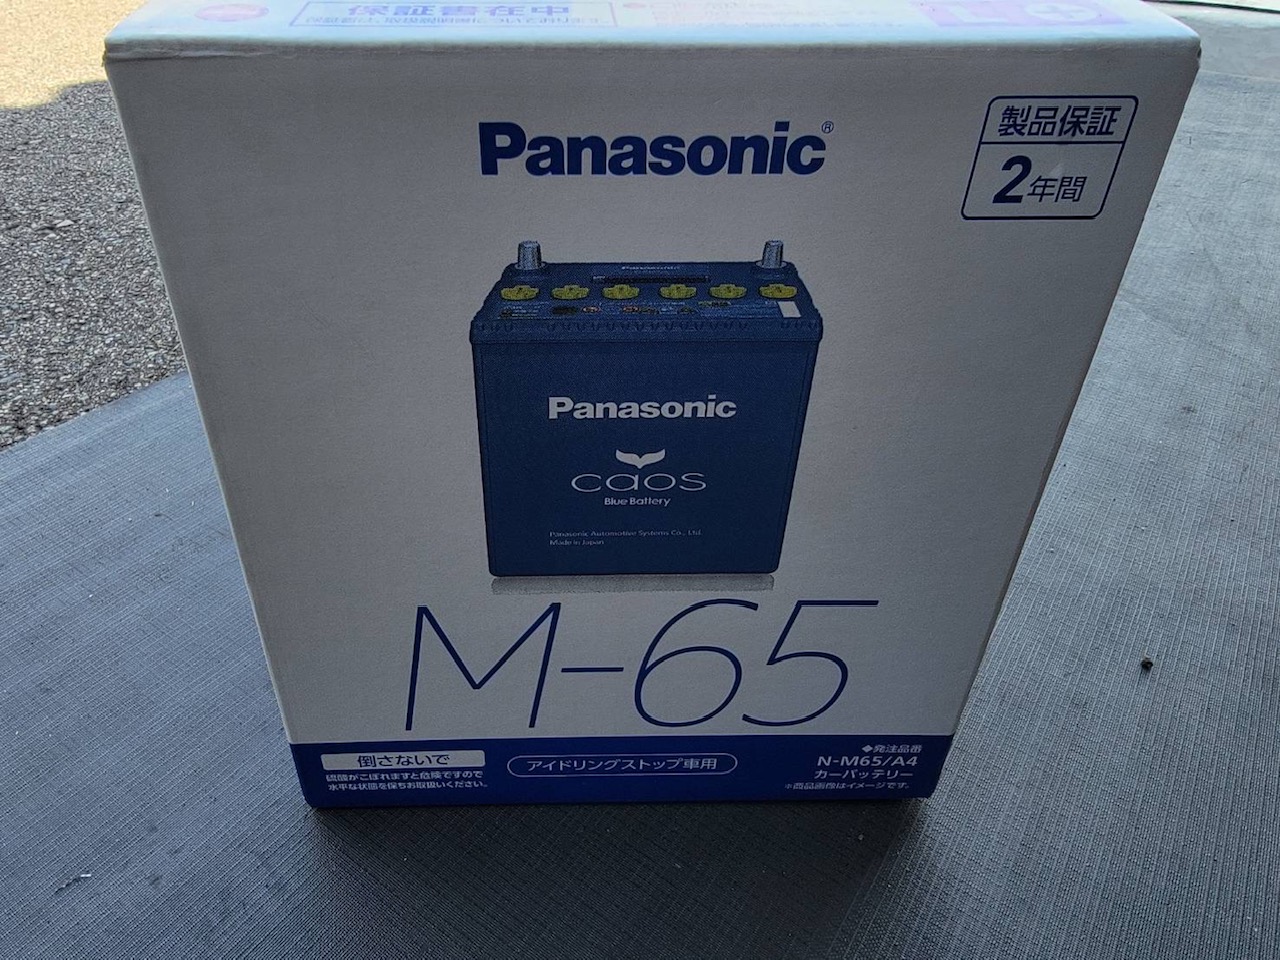 保証書在中
Panasonic®
製品保証
2年間
Panasonic
Panasonic
caos
Blue Battery
Panasonic Automotive Systems Co., Ltd.
Made in Japan
M-65
倒さないで
硫酸がこぼれますと危険ですので
水平な状態を保ちお取扱いください。
アイドリングストップ車用
◆発注品番
N-M65/A4
カーバッテリー
※商品画像はイメージです。